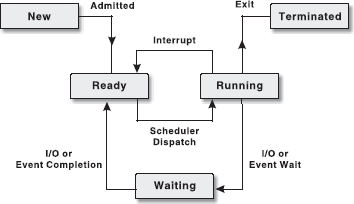 New
Admitted
Exit
Terminated
Interrupt
Ready
Running
Scheduler
Dispatch
I/O or
Event Completion
I/O or
Event Wait
Waiting